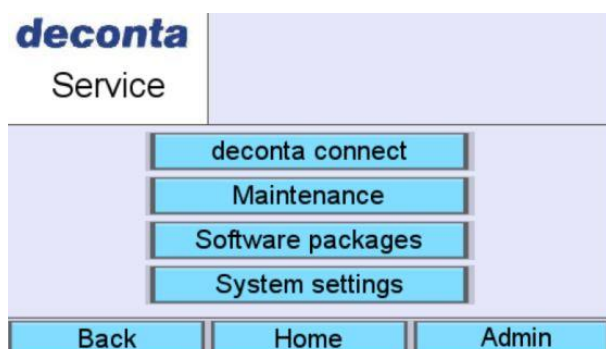 deconta
Service
deconta connect
Maintenance
Software packages
System settings
Back Home Admin